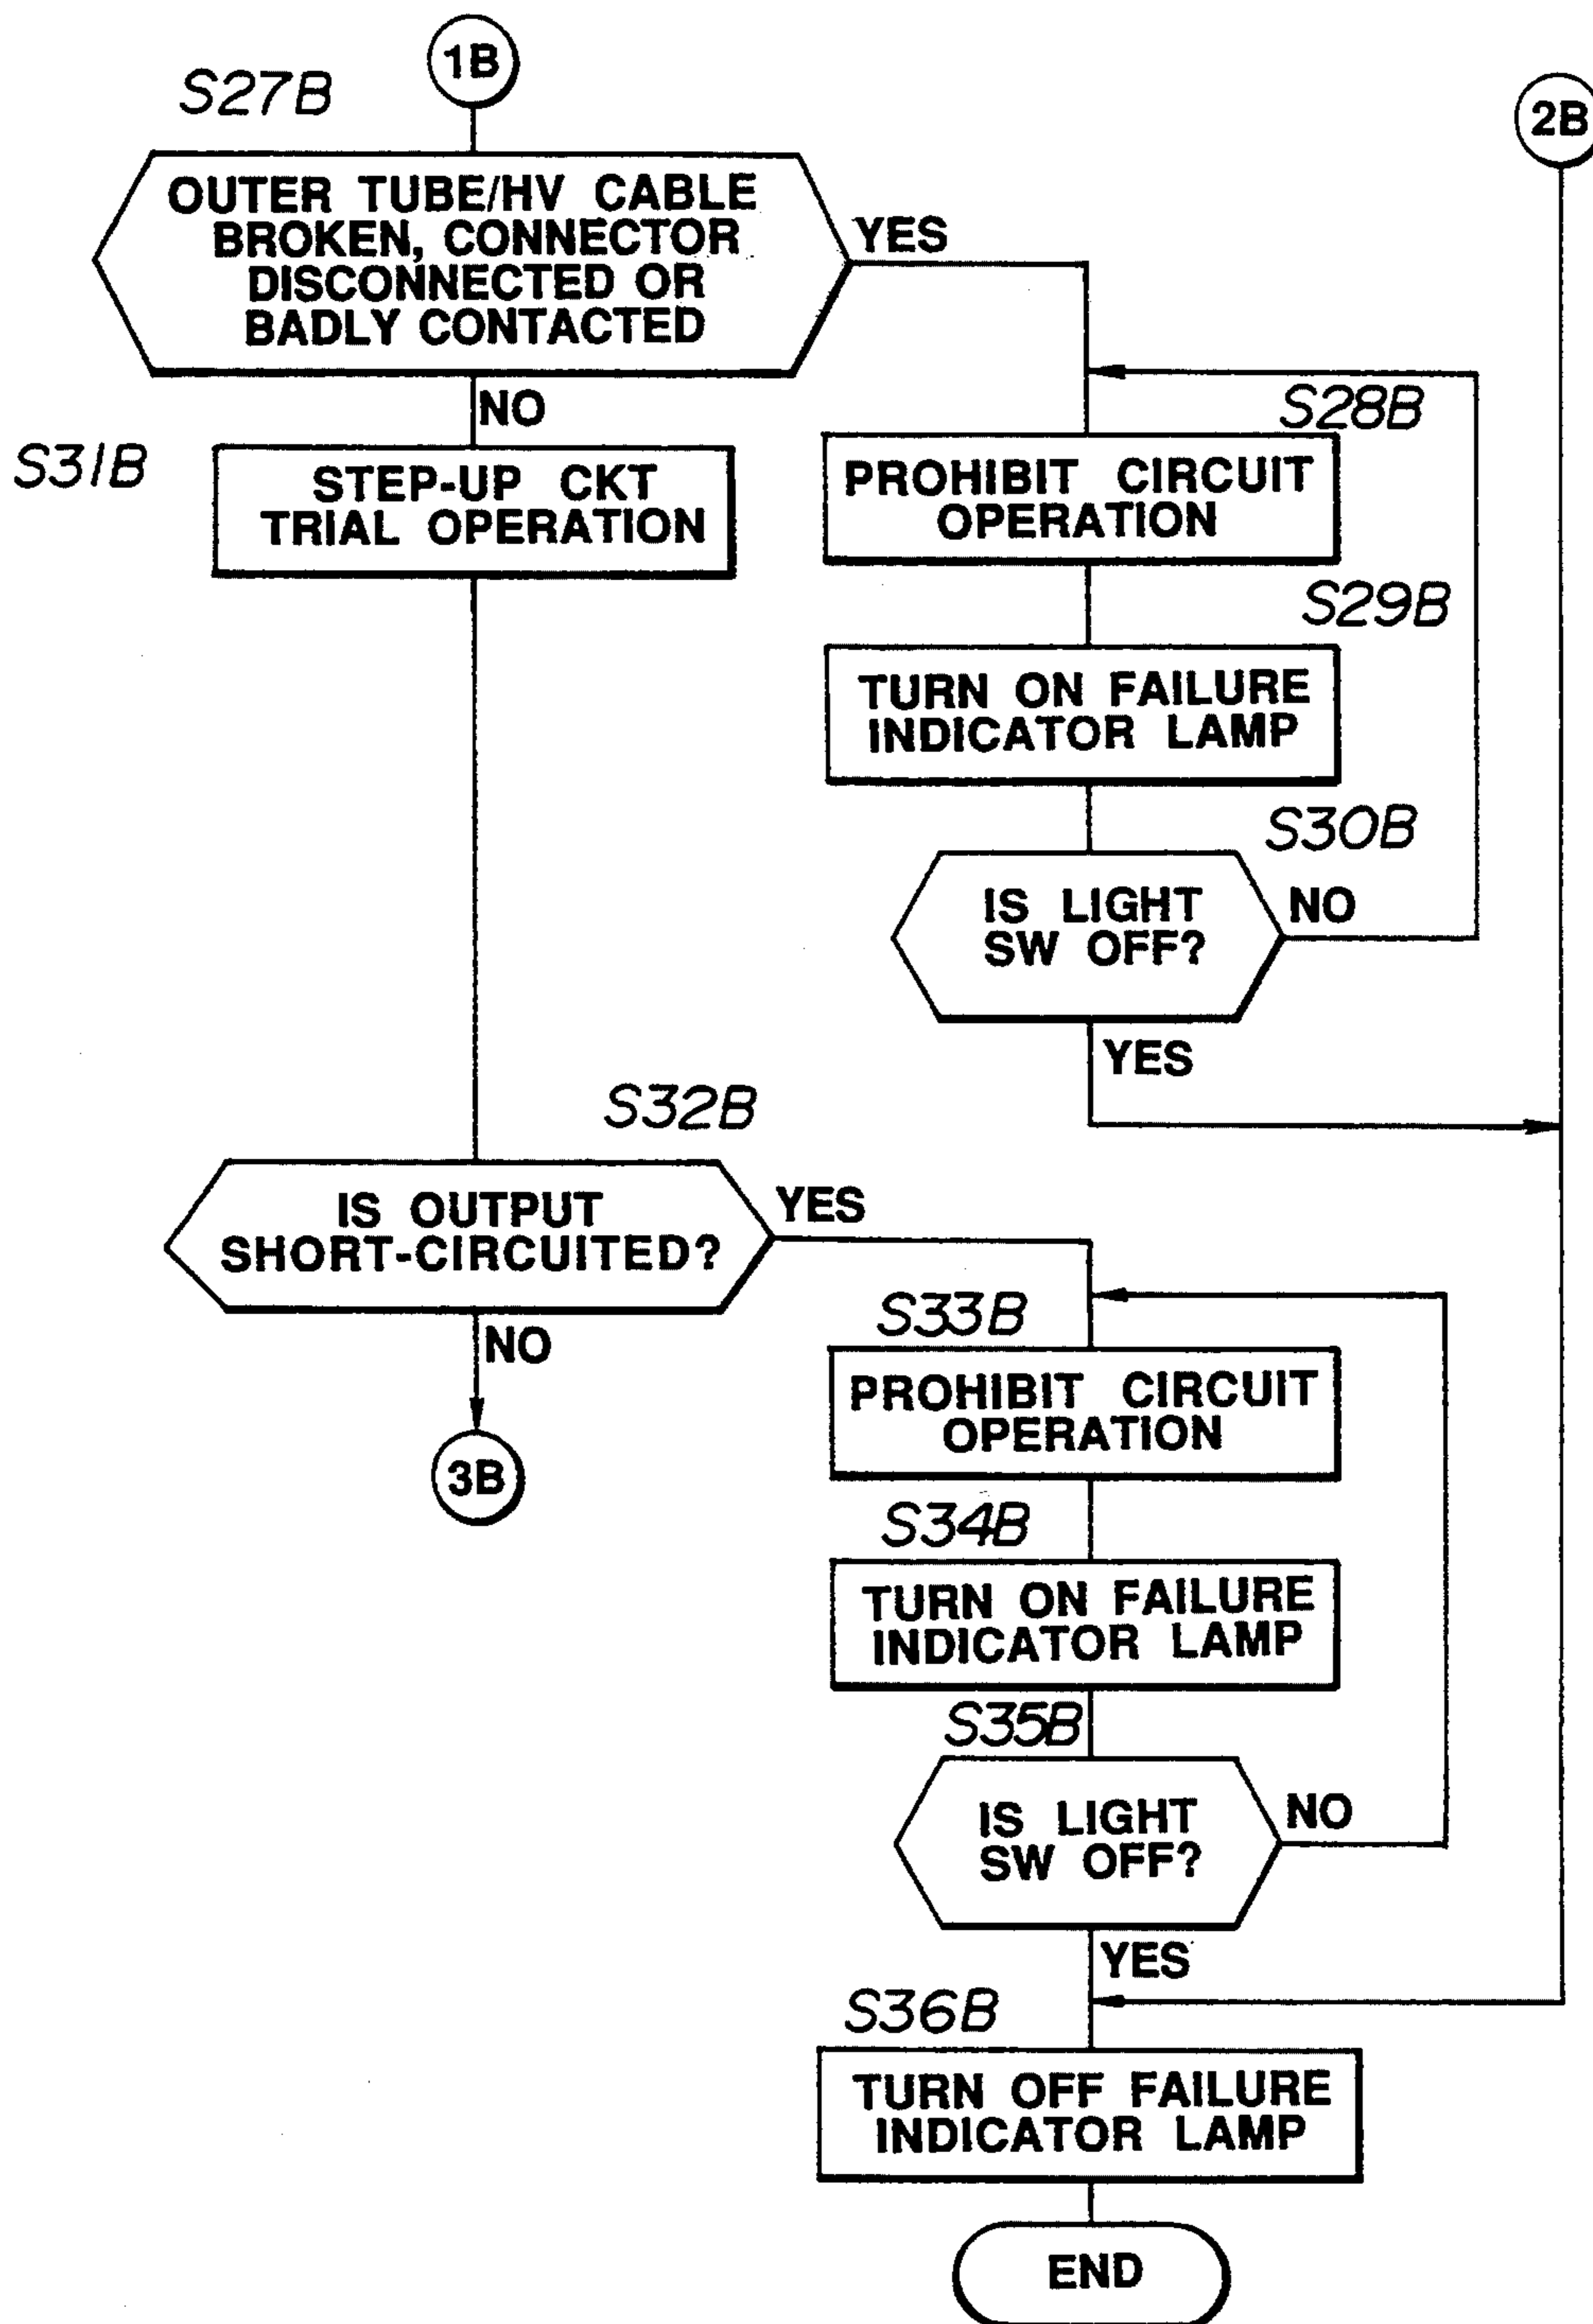 1B
2B
S27B
OUTER TUBE/HV CABLE
BROKEN, CONNECTOR
DISCONNECTED OR
BADLY CONTACTED
YES
NO
S28B
S31B
STEP-UP CKT
TRIAL OPERATION
PROHIBIT CIRCUIT
OPERATION
S29B
TURN ON FAILURE
INDICATOR LAMP
S30B
IS LIGHT
SW OFF?
NO
YES
S32B
IS OUTPUT
SHORT-CIRCUITED?
YES
NO
3B
S33B
PROHIBIT CIRCUIT
OPERATION
S34B
TURN ON FAILURE
INDICATOR LAMP
S35B
IS LIGHT
SW OFF?
NO
YES
S36B
TURN OFF FAILURE
INDICATOR LAMP
END